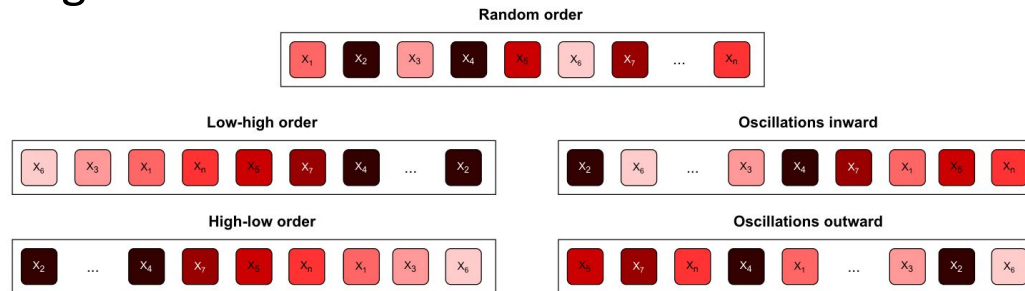 Random order
X1 X2 X3 X4 X5 X6 X7 ... Xn
Low-high order
X6 X3 X1 Xn X5 X7 X4 ... X2
Oscillations inward
X2 X6 ... X3 X4 X7 X1 X5 Xn
High-low order
X2 ... X4 X7 X5 Xn X1 X3 X6
Oscillations outward
X5 X7 Xn X4 X1 ... X3 X2 X6